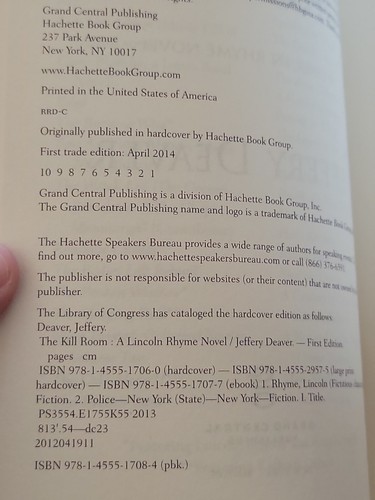 Grand Central Publishing
Hachette Book Group
237 Park Avenue
New York, NY 10017
www.HachetteBookGroup.com
Printed in the United States of America
RRD-C
Originally published in hardcover by Hachette Book Group.
First trade edition: April 2014
10 9 8 7 6 5 4 3 2 1
Grand Central Publishing is a division of Hachette Book Group, Inc.
The Grand Central Publishing name and logo is a trademark of Hachette Book
The Hachette Speakers Bureau provides a wide range of authors for speaking
find out more, go to www.hachettespeakersbureau.com or call (866) 376-6591.
The publisher is not responsible for websites (or their content) that are not
publisher.
The Library of Congress has cataloged the hardcover edition as follows:
Deaver, Jeffery.
The Kill Room : A Lincoln Rhyme Novel / Jeffery Deaver. — First Edition
pages cm
ISBN 978-1-4555-1706-0 (hardcover) — ISBN 978-1-4555-2957-5 (large print
hardcover) — ISBN 978-1-4555-1707-7 (ebook) 1. Rhyme, Lincoln (Fictitious
Fiction. 2. Police—New York (State)—New York—Fiction. I. Title.
PS3554.E1755K55 2013
813'.54—dc23
2012041911
ISBN 978-1-4555-1708-4 (pbk.)